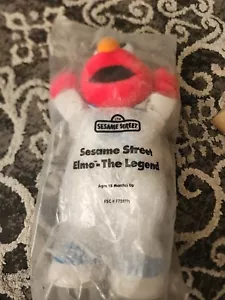 SESAME STREET
Sesame Street
Elmo - The Legend
Ages 18 Months Up